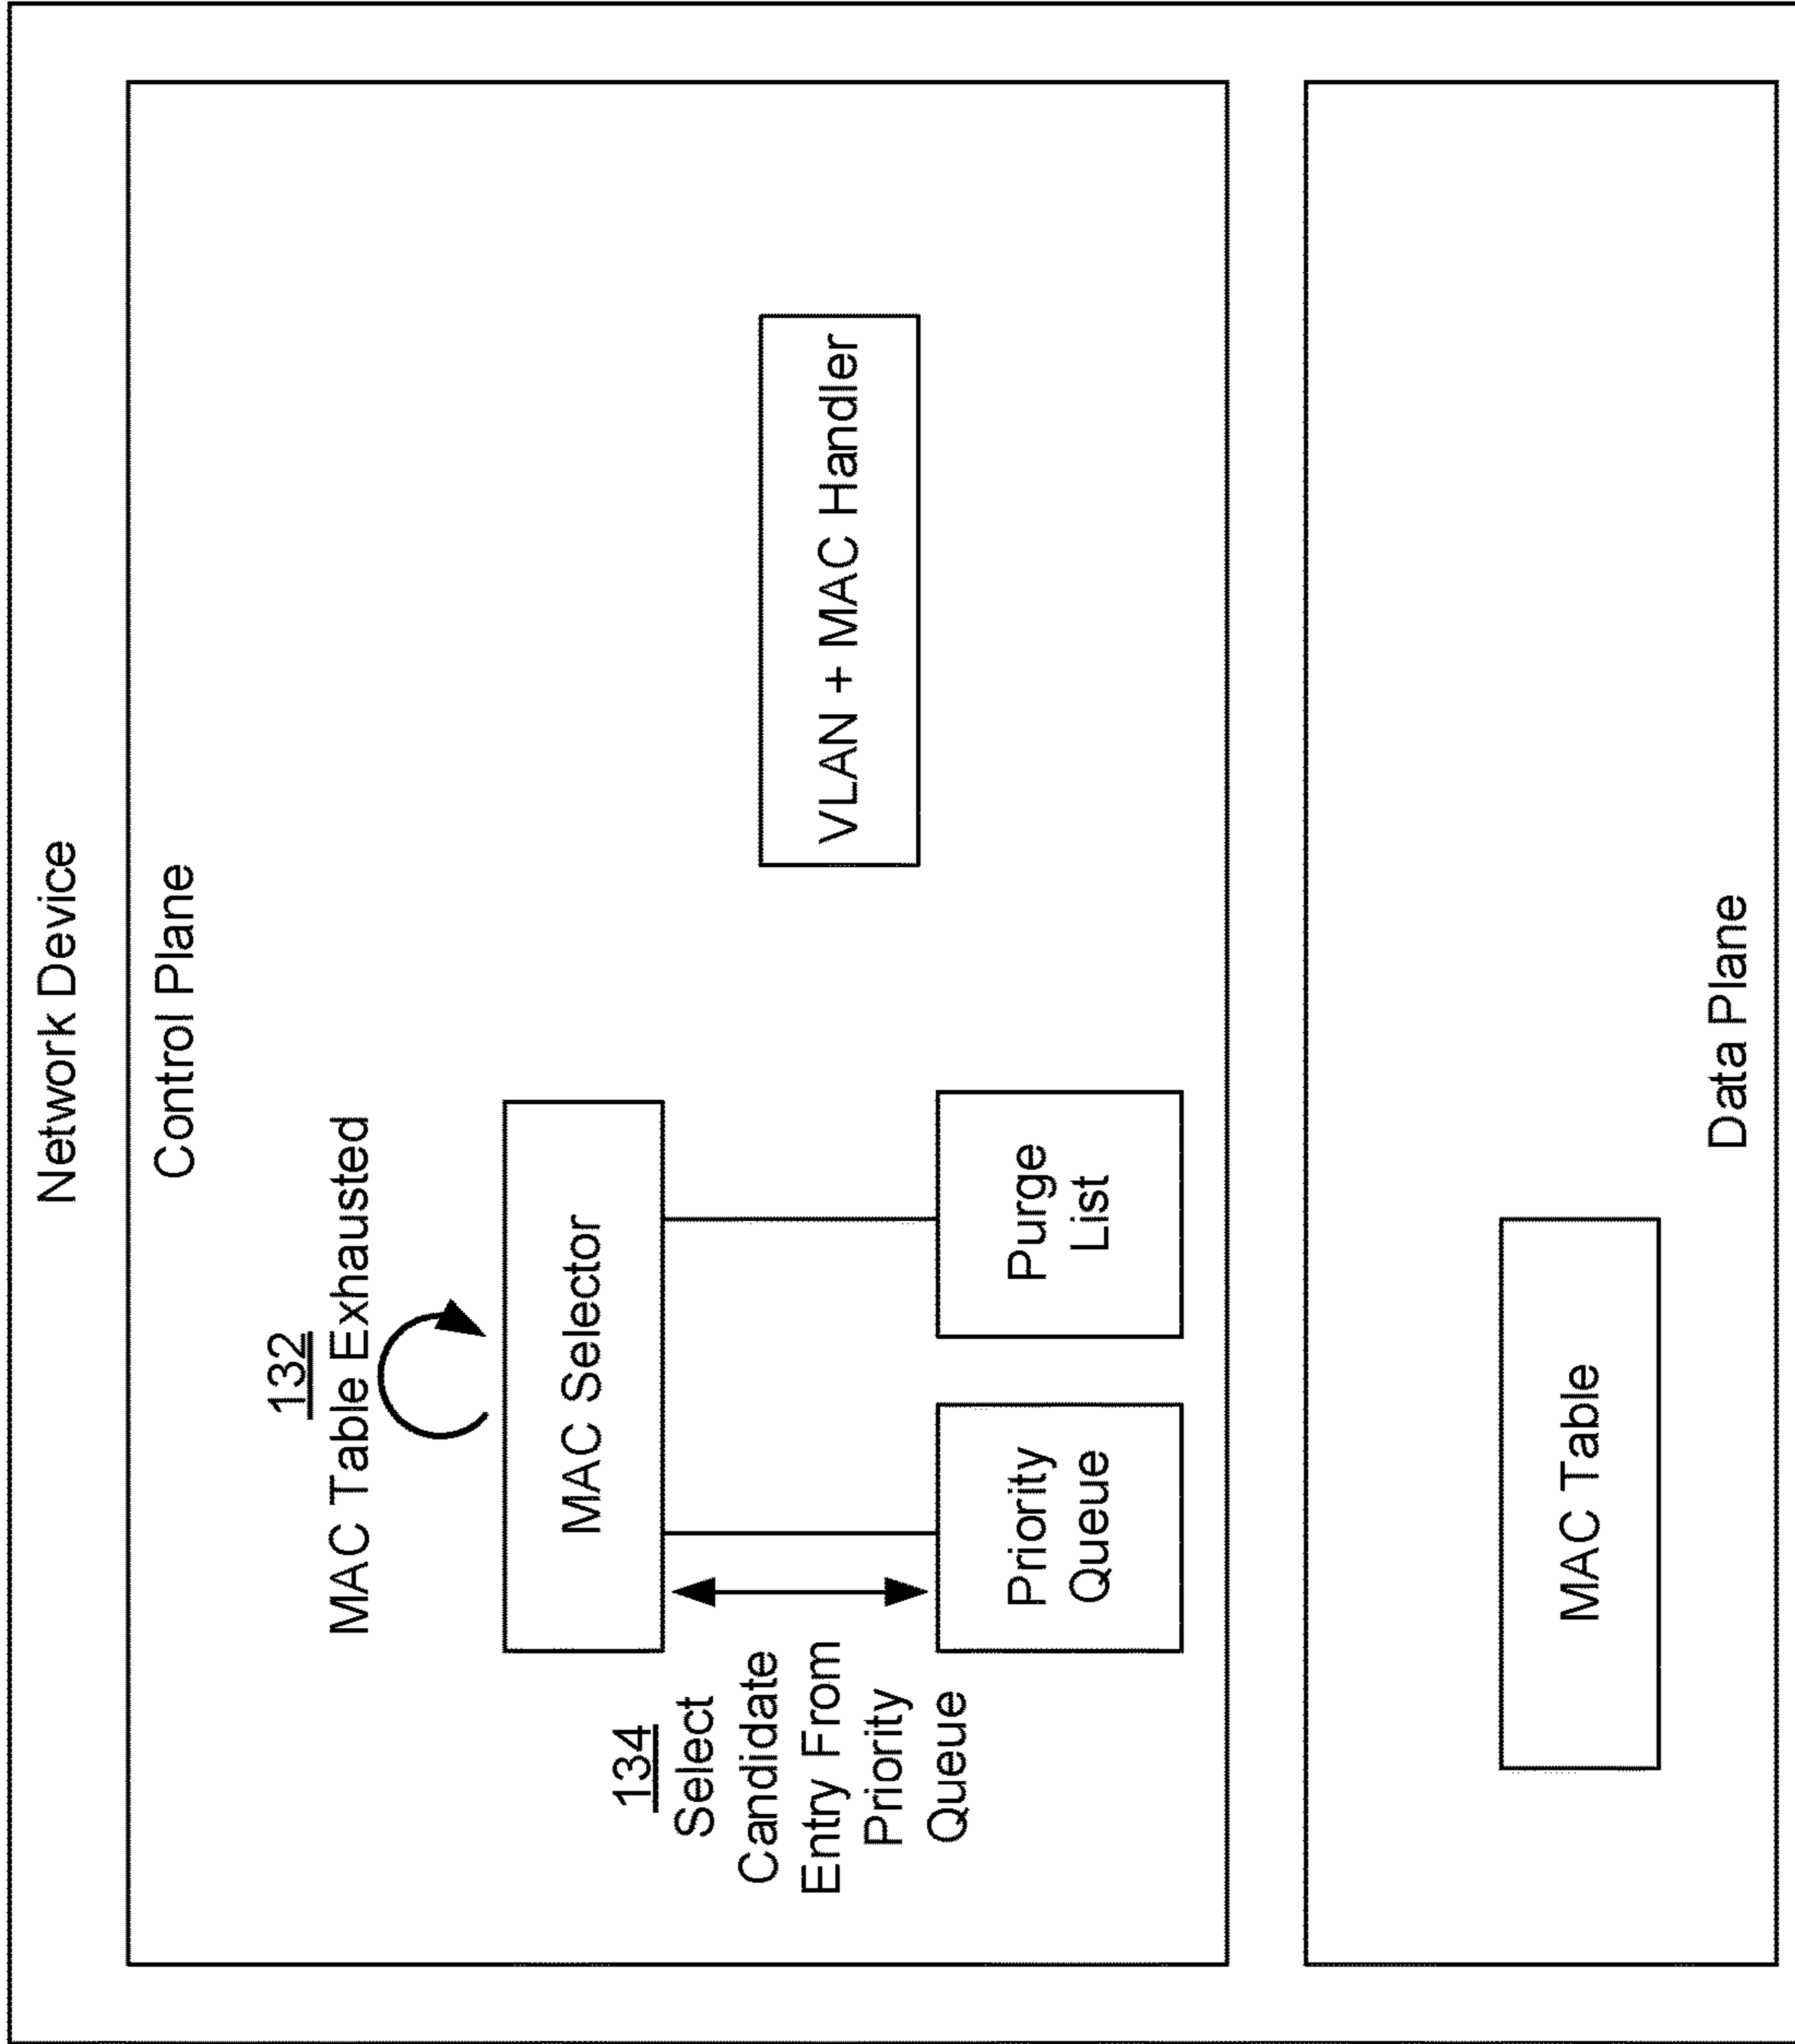 Network Device
Control Plane
132
MAC Table Exhausted
MAC Selector
134
Select
Candidate
Entry From
Priority
Queue
Priority
Queue
Purge
List
VLAN + MAC Handler
MAC Table
Data Plane